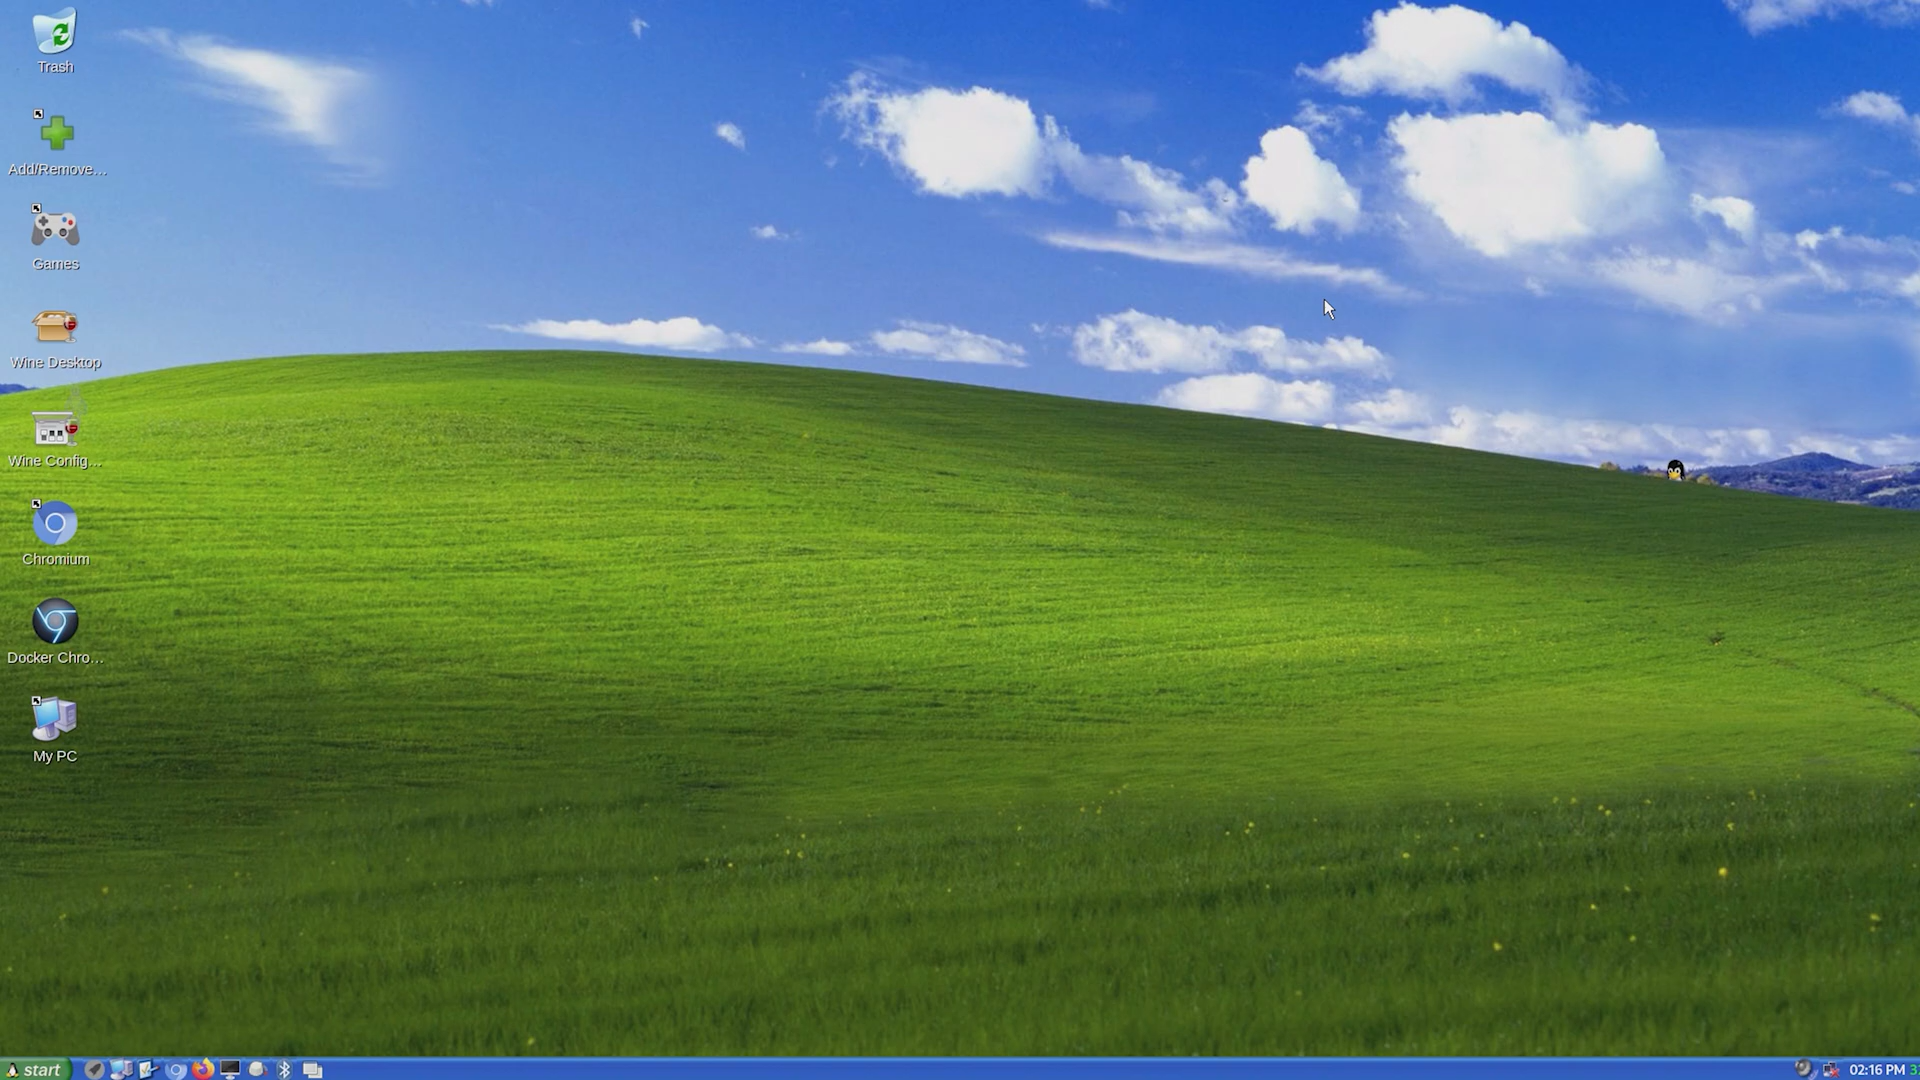 Trash
Add/Remove...
Games
Wine Desktop
Wine Config...
Chromium
Docker Chro...
My PC
start
02:16 PM